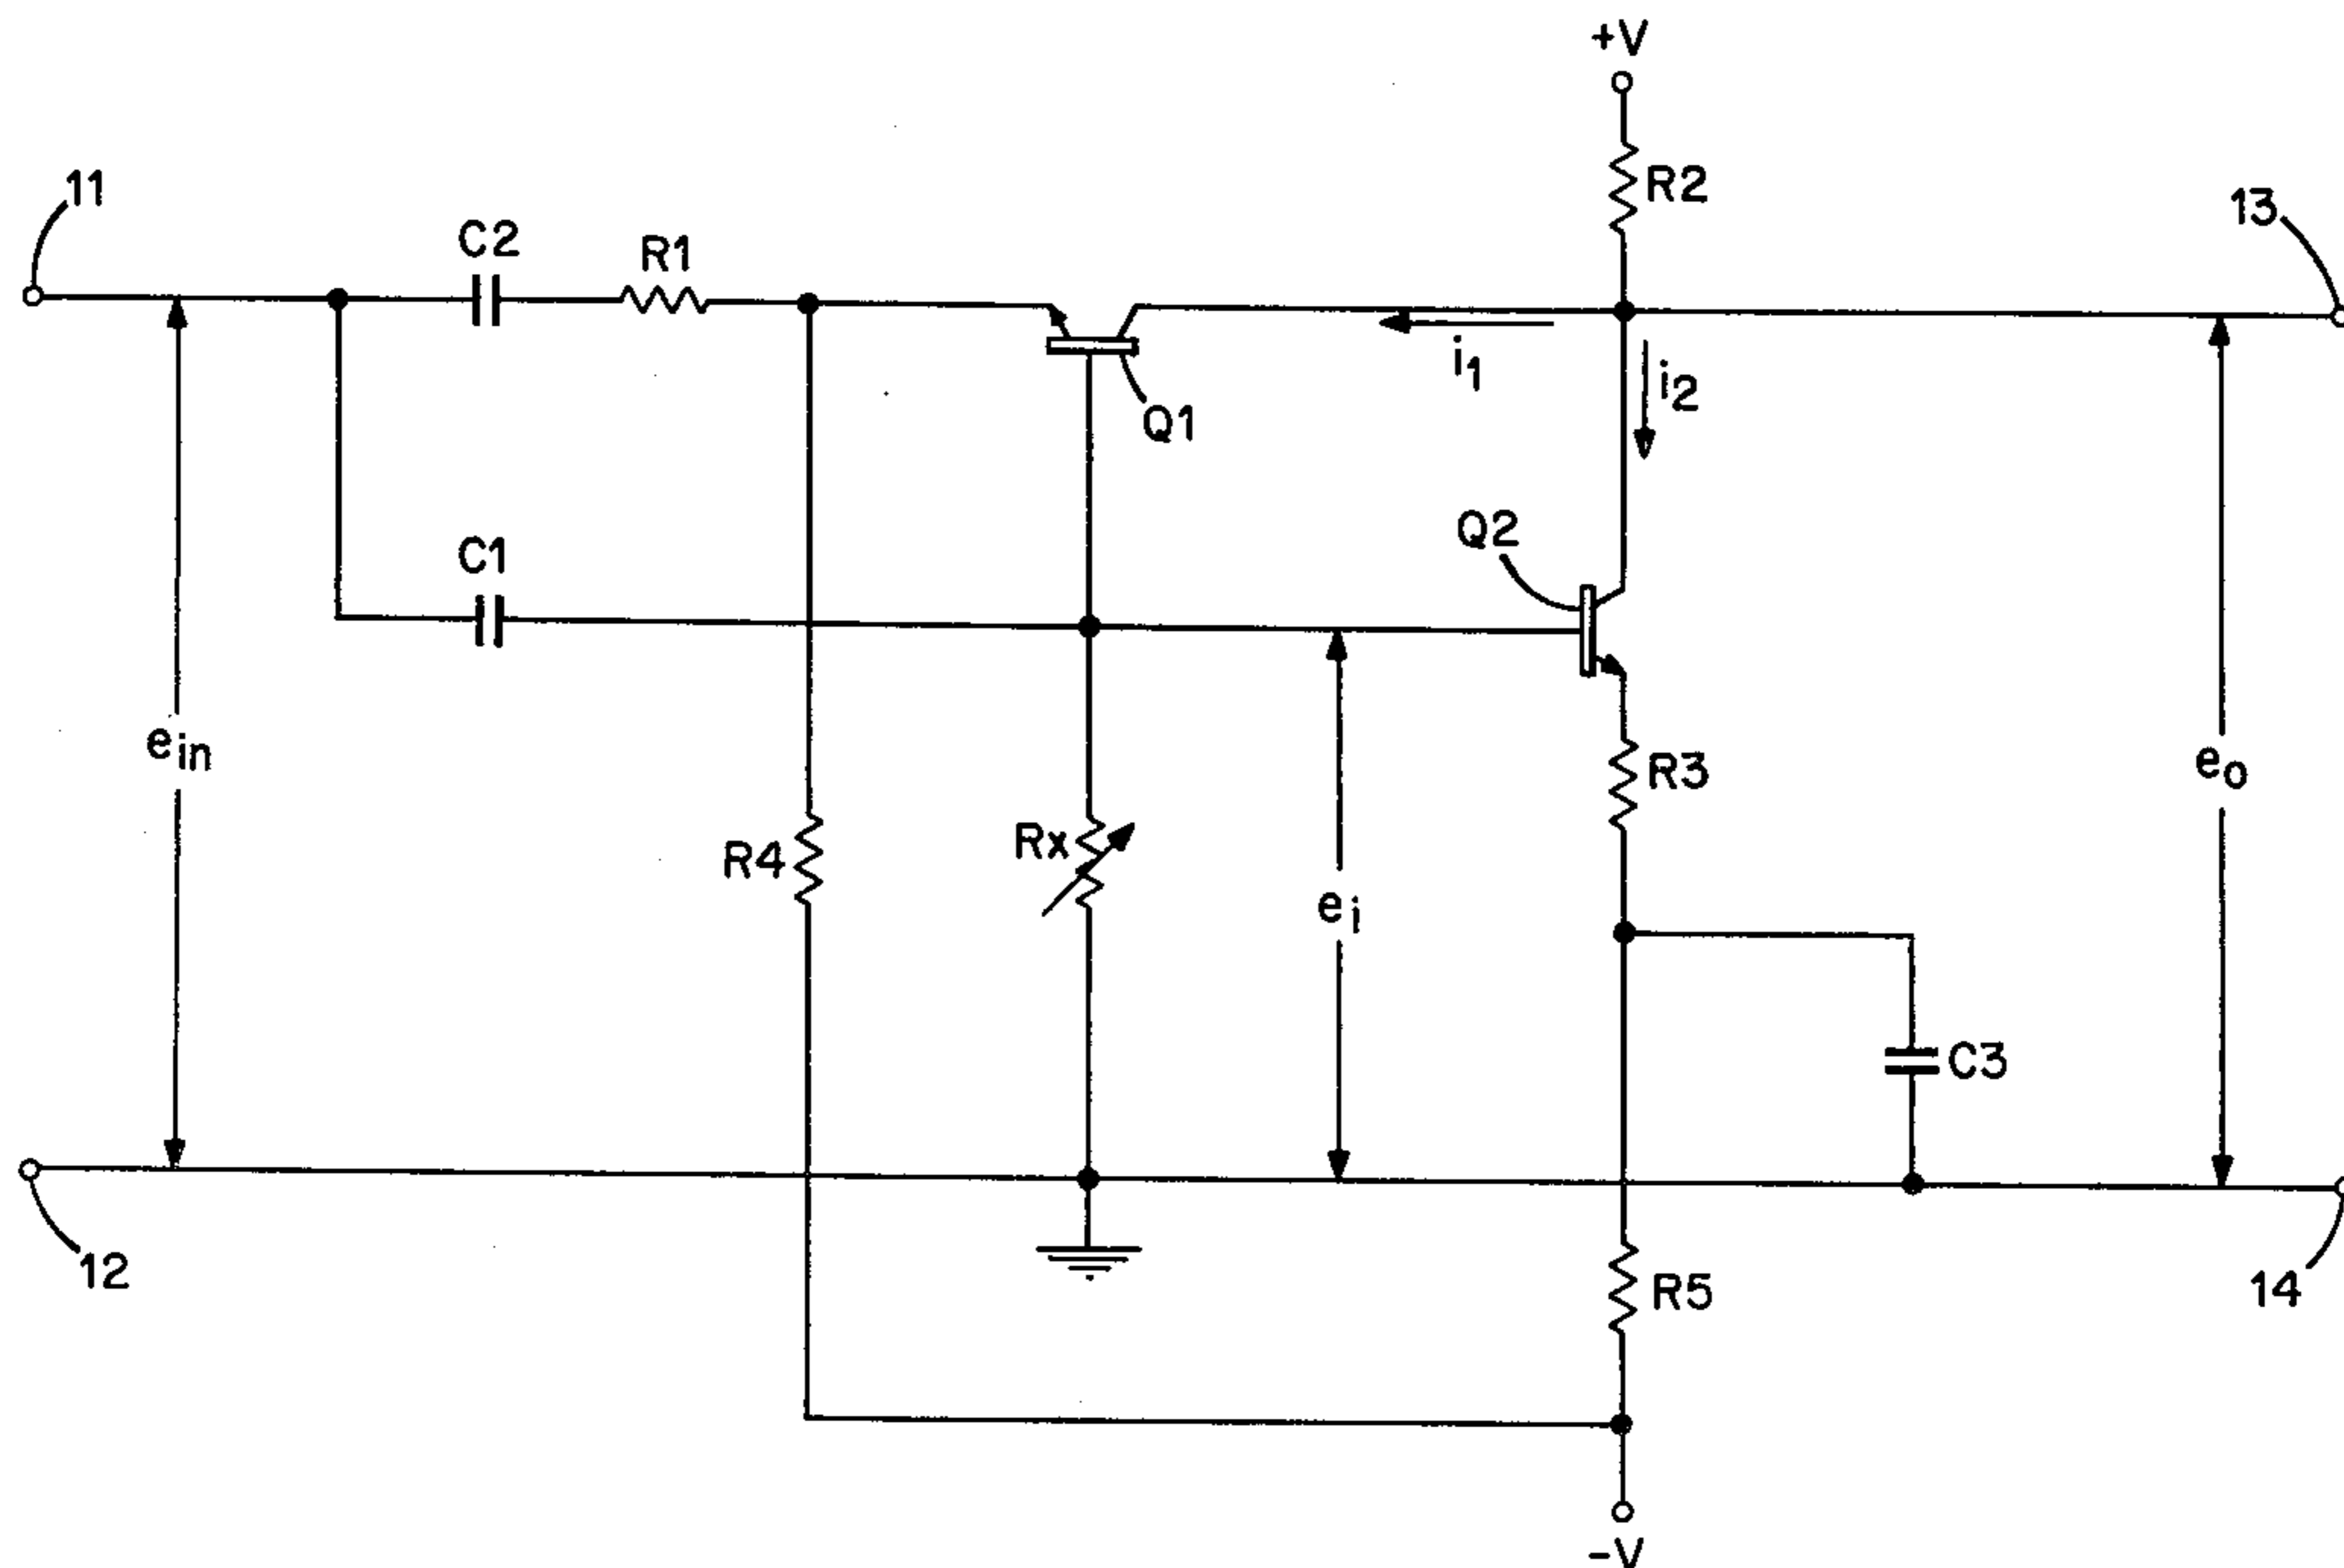 +V
R2
11
13
C2
R1
i1
i2
Q1
Q2
C1
ein
R3
eo
Rx
R4
ei
C3
12
R5
14
-V